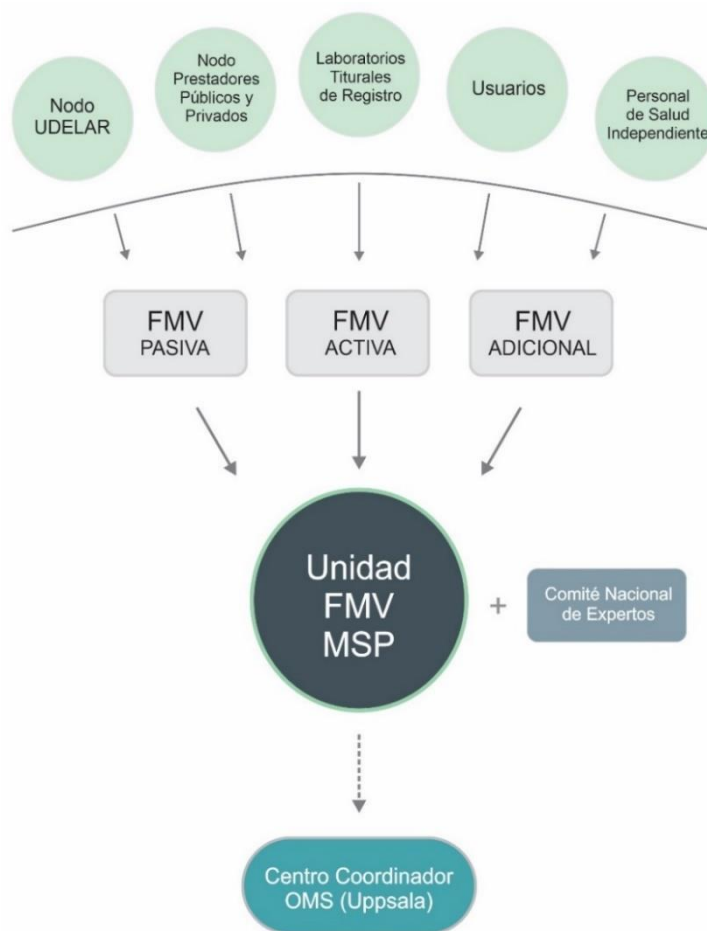 Nodo
UDELAR
Nodo
Prestadores
Públicos y
Privados
Laboratorios
Titurales
de Registro
Usuarios
Personal
de Salud
Independiente
FMV
PASIVA
FMV
ACTIVA
FMV
ADICIONAL
Unidad
FMV
MSP
+
Comité Nacional
de Expertos
Centro Coordinador
OMS (Uppsala)